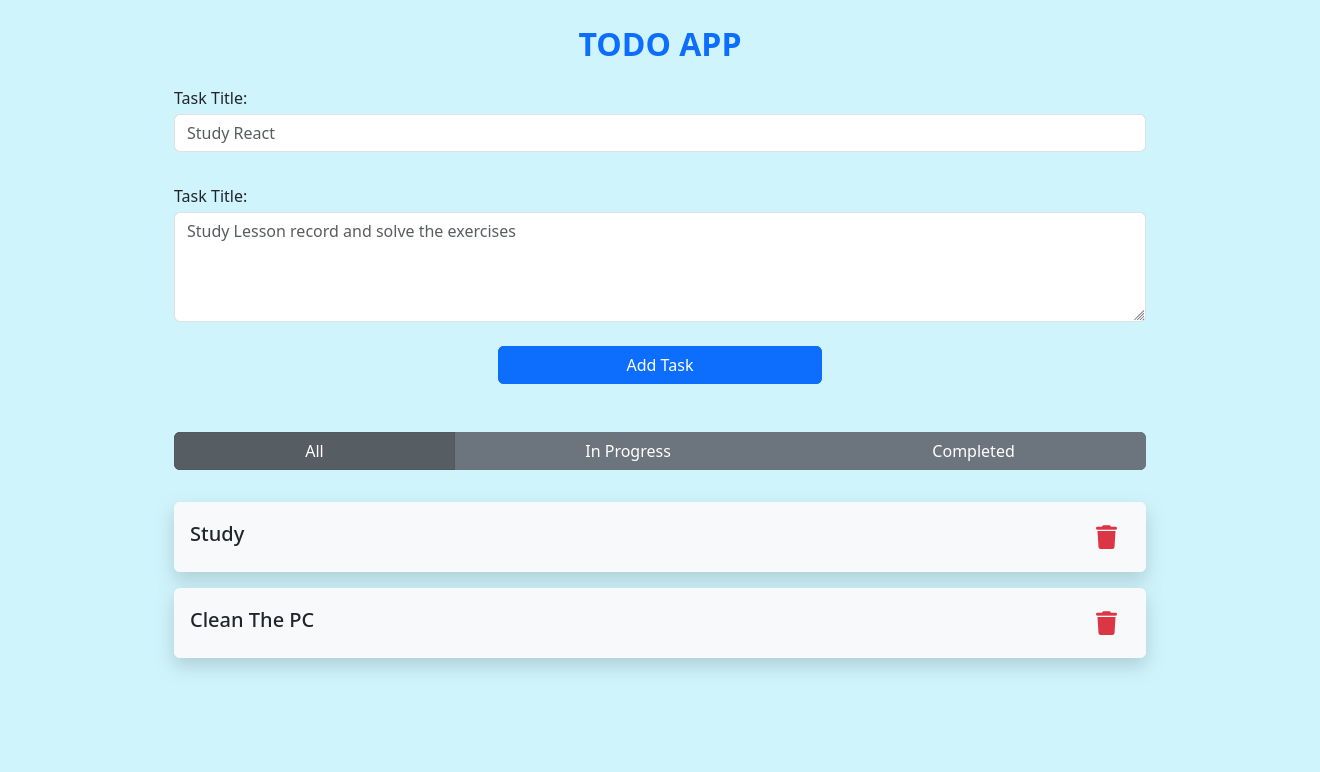 TODO APP
Task Title:
Study React
Task Title:
Study Lesson record and solve the exercises
Add Task
All In Progress Completed
Study
Clean The PC